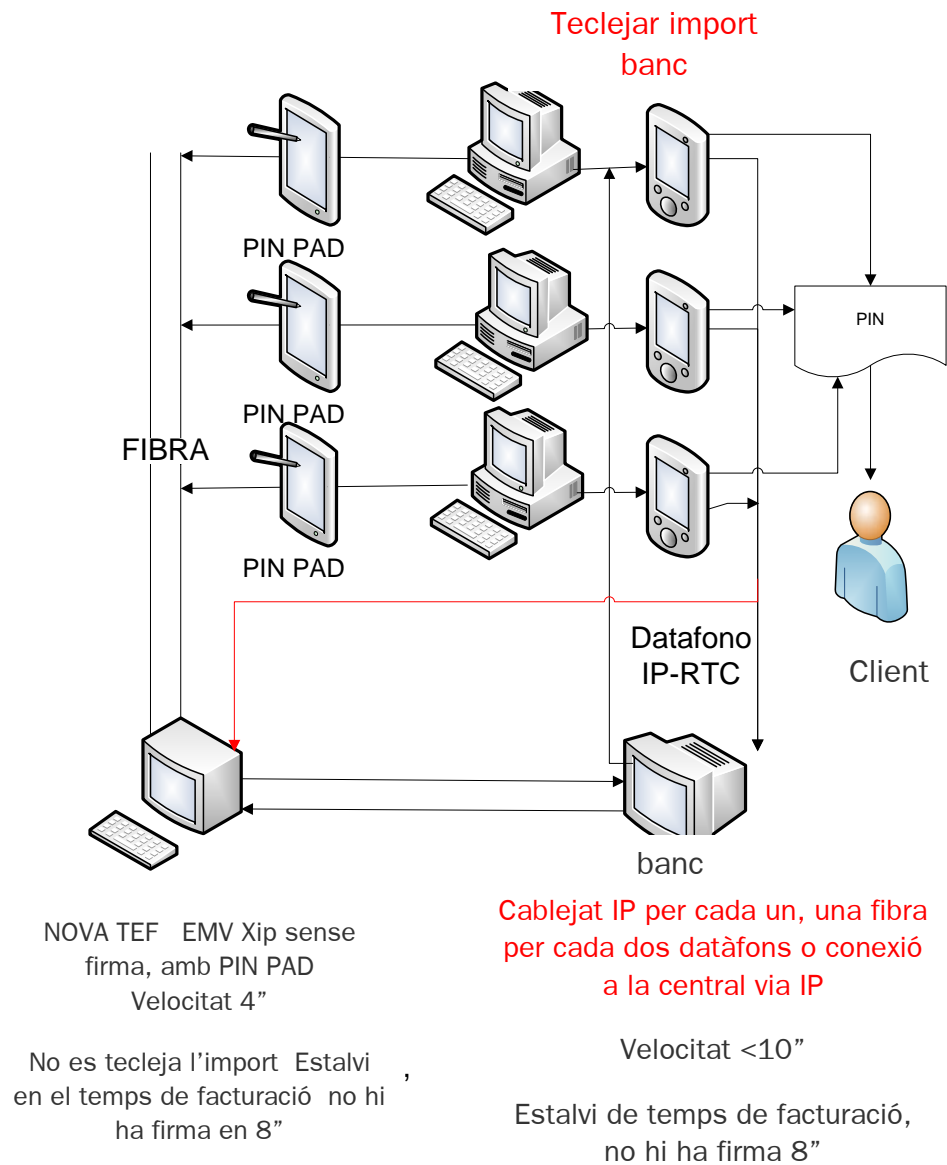 Teclejar import
banc
PIN PAD
PIN
PIN PAD
FIBRA
PIN PAD
Datafono
IP-RTC
Client
banc
NOVA TEF EMV Xip sense
firma, amb PIN PAD
Velocitat 4”
No es tecleja l’import Estalvi
en el temps de facturació no hi
ha firma en 8”
,
Cablejat IP per cada un, una fibra
per cada dos datàfons o conexió
a la central via IP
Velocitat <10”
Estalvi de temps de facturació,
no hi ha firma 8”